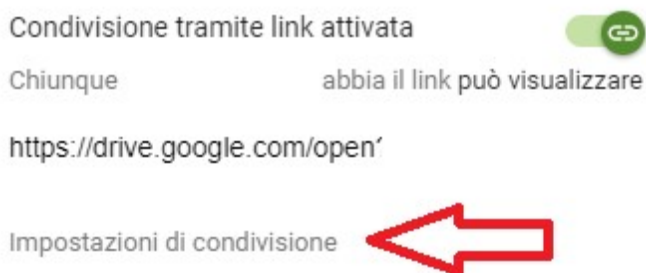 Condivisione tramite link attivata
Chiunque abbia il link può visualizzare
https://drive.google.com/open
Impostazioni di condivisione